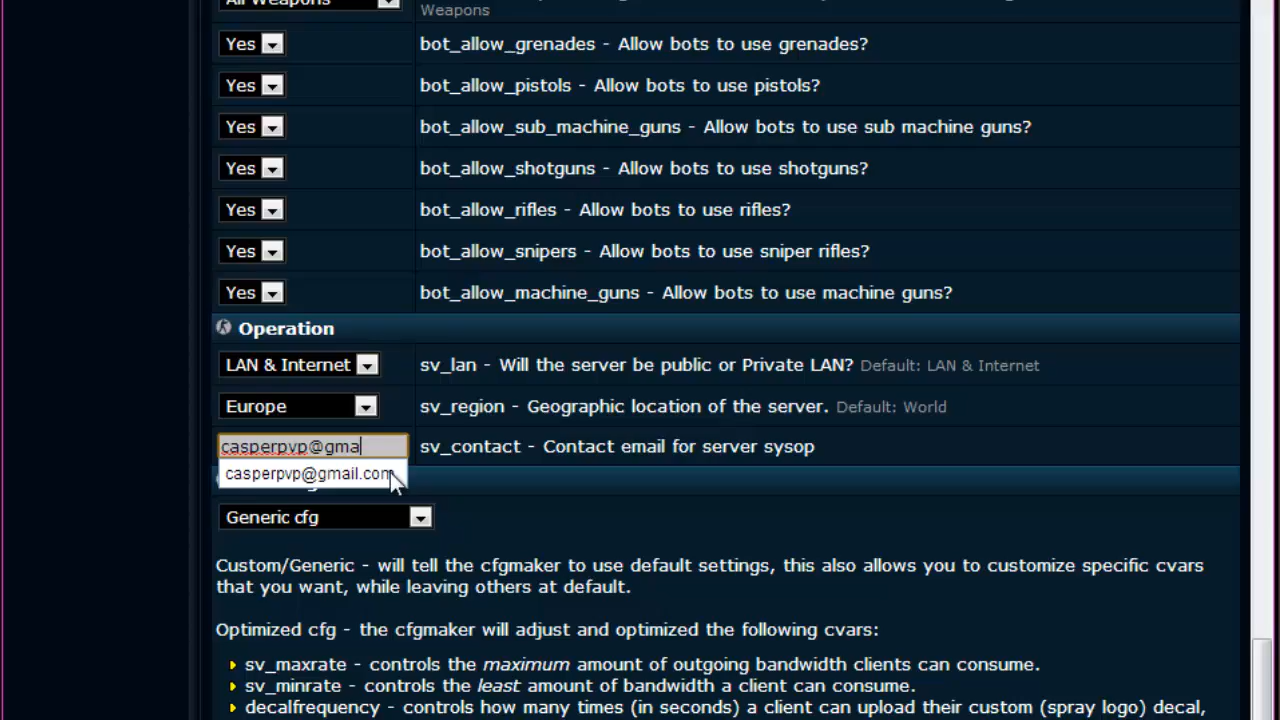 All Weapons
Weapons
Yes bot_allow_grenades - Allow bots to use grenades?
Yes bot_allow_pistols - Allow bots to use pistols?
Yes bot_allow_sub_machine_guns - Allow bots to use sub machine guns?
Yes bot_allow_shotguns - Allow bots to use shotguns?
Yes bot_allow_rifles - Allow bots to use rifles?
Yes bot_allow_snipers - Allow bots to use sniper rifles?
Yes bot_allow_machine_guns - Allow bots to use machine guns?
Operation
LAN & Internet sv_lan - Will the server be public or Private LAN? Default: LAN & Internet
Europe sv_region - Geographic location of the server. Default: World
casperpvp@gma sv_contact - Contact email for server sysop
casperpvp@gmail.com
Generic cfg
Custom/Generic - will tell the cfgmaker to use default settings, this also allows you to customize specific cvars
that you want, while leaving others at default.
Optimized cfg - the cfgmaker will adjust and optimized the following cvars:
sv_maxrate - controls the maximum amount of outgoing bandwidth clients can consume.
sv_minrate - controls the least amount of bandwidth a client can consume.
decalfrequency - controls how many times (in seconds) a client can upload their custom (spray logo) decal,